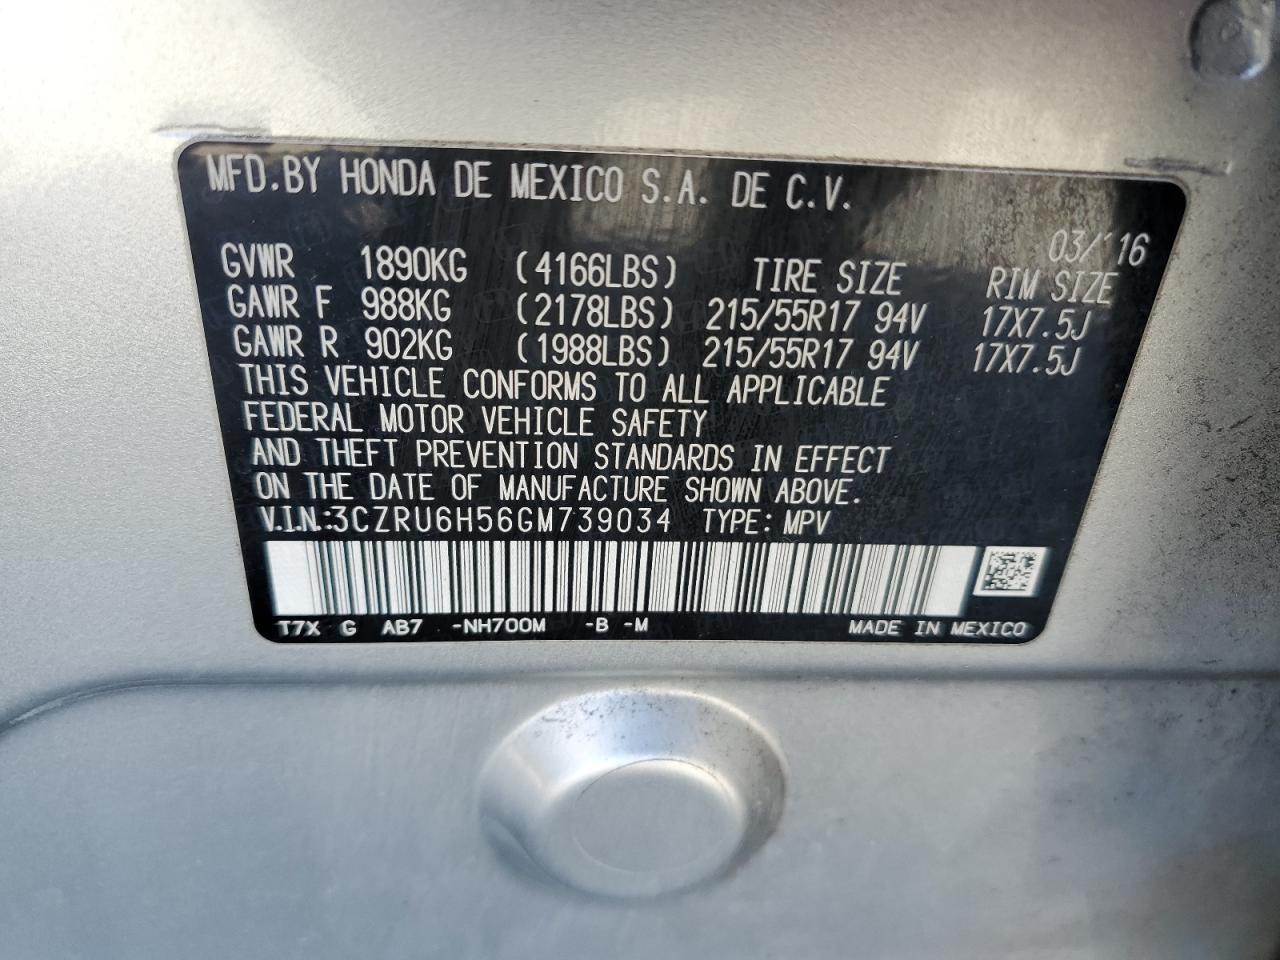 MFD.BY HONDA DE MEXICO S.A. DE C.V.
03/'16
GVWR 1890KG (4166LBS) TIRE SIZE RIM SIZE
GAWR F 988KG (2178LBS) 215/55R17 94V 17X7.5J
GAWR R 902KG (1988LBS) 215/55R17 94V 17X7.5J
THIS VEHICLE CONFORMS TO ALL APPLICABLE
FEDERAL MOTOR VEHICLE SAFETY
AND THEFT PREVENTION STANDARDS IN EFFECT
ON THE DATE OF MANUFACTURE SHOWN ABOVE.
V.I.N.:3CZRU6H56GM739034 TYPE: MPV
T7X G AB7 -NH700M -B -M MADE IN MEXICO